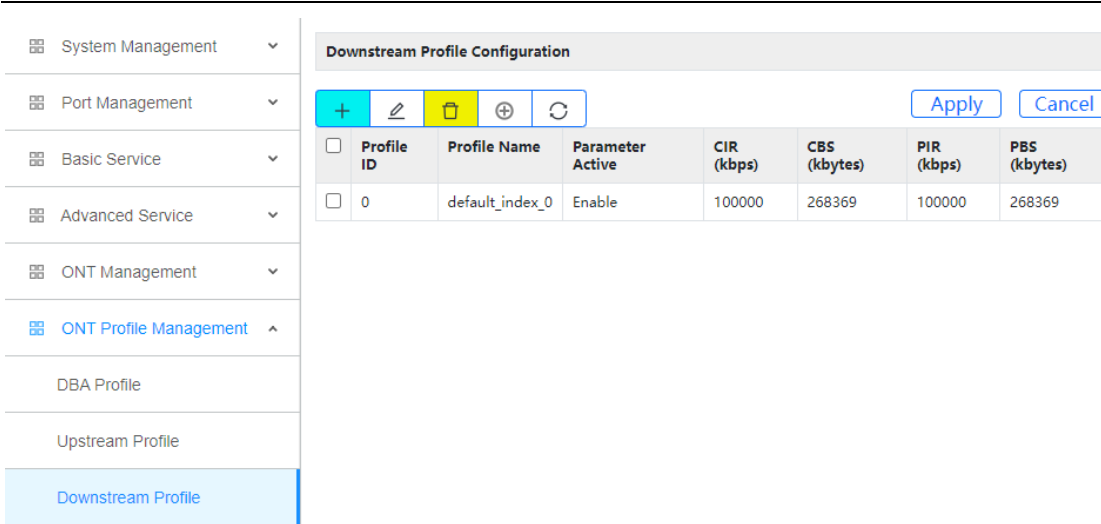 System Management
Port Management
Basic Service
Advanced Service
ONT Management
ONT Profile Management
DBA Profile
Upstream Profile
Downstream Profile
Downstream Profile Configuration
Apply Cancel
Profile ID Profile Name Parameter Active CIR (kbps) CBS (kbytes) PIR (kbps) PBS (kbytes)
0 default_index_0 Enable 100000 268369 100000 268369